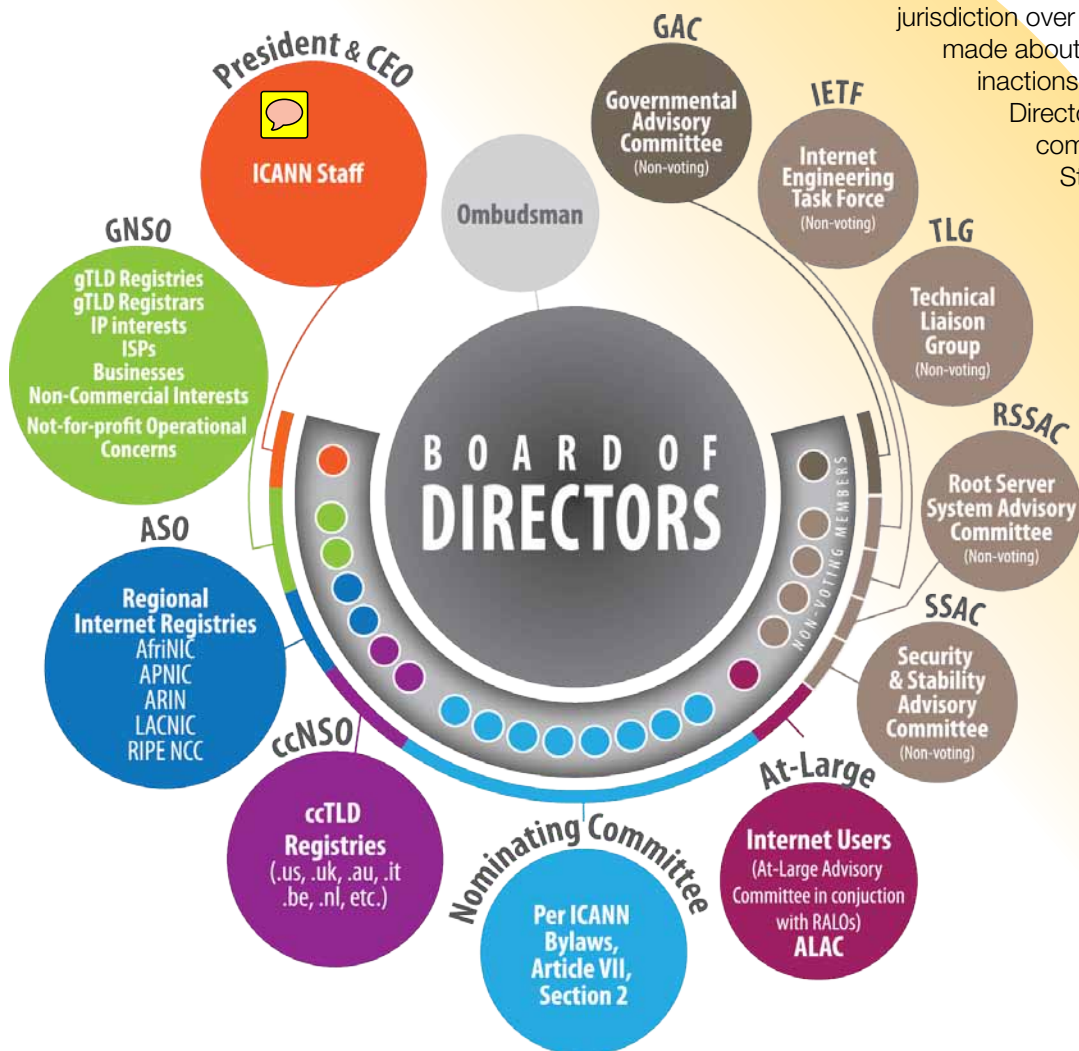 jurisdiction over
made about
inactions
Directo
com
St
President & CEO
ICANN Staff
Ombudsman
GAC
Governmental
Advisory
Committee
(Non-voting)
IETF
Internet
Engineering
Task Force
(Non-voting)
TLG
Technical
Liaison
Group
(Non-voting)
RSSAC
Root Server
System Advisory
Committee
(Non-voting)
SSAC
Security
& Stability
Advisory
Committee
(Non-voting)
GNSO
gTLD Registries
gTLD Registrars
IP interests
ISPs
Businesses
Non-Commercial Interests
Not-for-profit Operational
Concerns
BOARD OF
DIRECTORS
NON-VOTING MEMBERS
ASO
Regional
Internet Registries
AfriNIC
APNIC
ARIN
LACNIC
RIPE NCC
ccNSO
ccTLD
Registries
(.us, .uk, .au, .it
.be, .nl, etc.)
Nominating Committee
Per ICANN
Bylaws,
Article VII,
Section 2
At-Large
Internet Users
(At-Large Advisory
Committee in conjuction
with RALOs)
ALAC